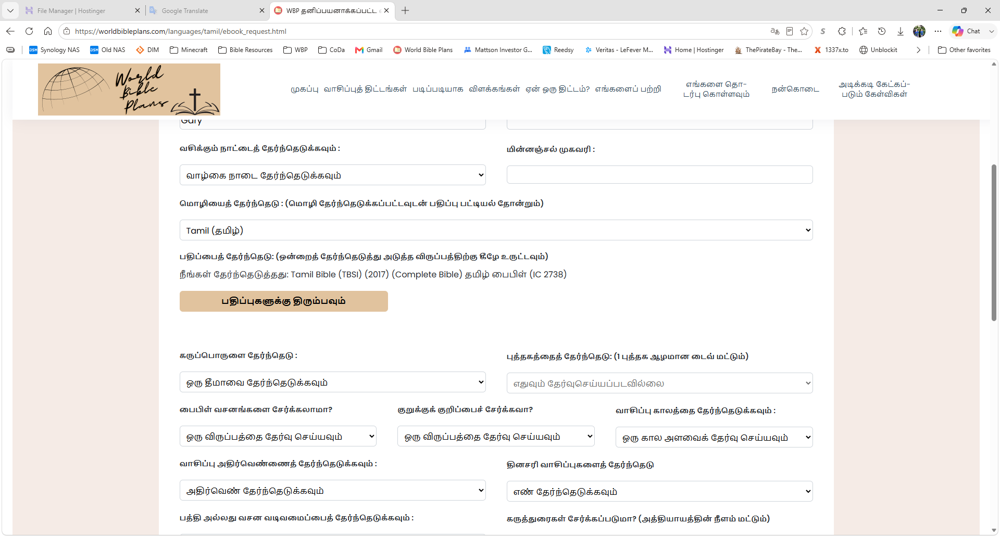 File Manager | Hostinger
Google Translate
WBP தனிப்பயனாக்கப்பட்ட
https://worldbibleplans.com/languages/tamil/ebook_request.html
Chat
Synology NAS
Old NAS
DIM
Minecraft
Bible Resources
WBP
CoDa
Gmail
World Bible Plans
Mattson Investor G...
Reedsy
Veritas - LeFever M...
Home | Hostinger
ThePirateBay - The...
1337x.to
Unblockit
Other favorites
World
Bible
Plans
முகப்பு
வாசிப்புத் திட்டங்கள்
படிப்படியாக
விளக்கங்கள்
ஏன் ஒரு திட்டம்?
எங்களைப் பற்றி
எங்களை தொ-
டர்பு கொள்ளவும்
நன்கொடை
அடிக்கடி கேட்கப்-
படும் கேள்விகள்
Gary
வசிக்கும் நாட்டைத் தேர்ந்தெடுக்கவும் :
மின்னஞ்சல் முகவரி :
வாழ்கை நாடை தேர்ந்தெடுக்கவும்
மொழியைத் தேர்ந்தெடு : (மொழி தேர்ந்தெடுக்கப்பட்டவுடன் பதிப்பு பட்டியல் தோன்றும்)
Tamil (தமிழ்)
பதிப்பைத் தேர்ந்தெடு: (ஒன்றைத் தேர்ந்தெடுத்து அடுத்த விருப்பத்திற்கு கீழே உருட்டவும்)
நீங்கள் தேர்ந்தெடுத்தது: Tamil Bible (TBSI) (2017) (Complete Bible) தமிழ் பைபிள் (IC 2738)
பதிப்புகளுக்கு திரும்பவும்
கருப்பொருளை தேர்ந்தெடு :
புத்தகத்தைத் தேர்ந்தெடு: (1 புத்தக ஆழமான டைவ் மட்டும்)
ஒரு தீமாவை தேர்ந்தெடுக்கவும்
எதுவும் தேர்வுசெய்யப்படவில்லை
பைபிள் வசனங்களை சேர்க்கலாமா?
குறுக்குக் குறிப்பைச் சேர்க்கவா?
வாசிப்பு காலத்தை தேர்ந்தெடுக்கவும் :
ஒரு விருப்பத்தை தேர்வு செய்யவும்
ஒரு விருப்பத்தை தேர்வு செய்யவும்
ஒரு கால அளவைக் தேர்வு செய்யவும்
வாசிப்பு அதிர்வெண்ணைத் தேர்ந்தெடுக்கவும் :
தினசரி வாசிப்புகளைத் தேர்ந்தெடு
அதிர்வெண் தேர்ந்தெடுக்கவும்
எண் தேர்ந்தெடுக்கவும்
பத்தி அல்லது வசன வடிவமைப்பைத் தேர்ந்தெடுக்கவும் :
கருத்துரைகள் சேர்க்கப்படுமா? (அத்தியாயத்தின் நீளம் மட்டும்)